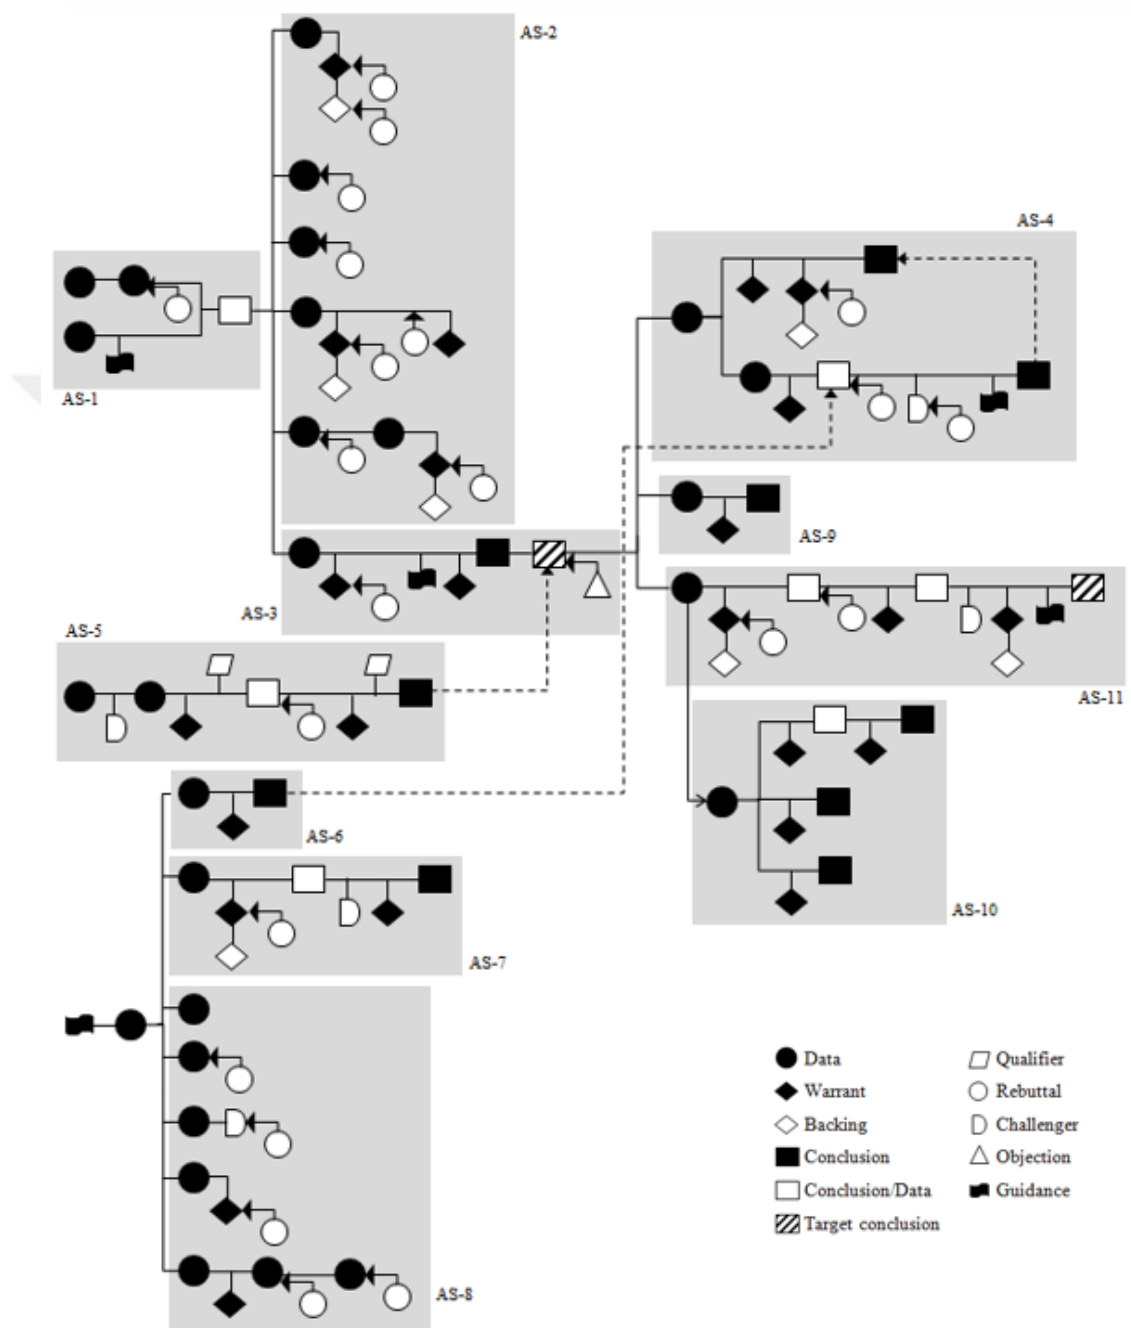 AS-2
AS-4
AS-1
AS-9
AS-3
AS-5
AS-11
AS-6
AS-10
AS-7
AS-8
Data
Qualifier
Warrant
Rebuttal
Backing
Challenger
Conclusion
Objection
Conclusion/Data
Guidance
Target conclusion